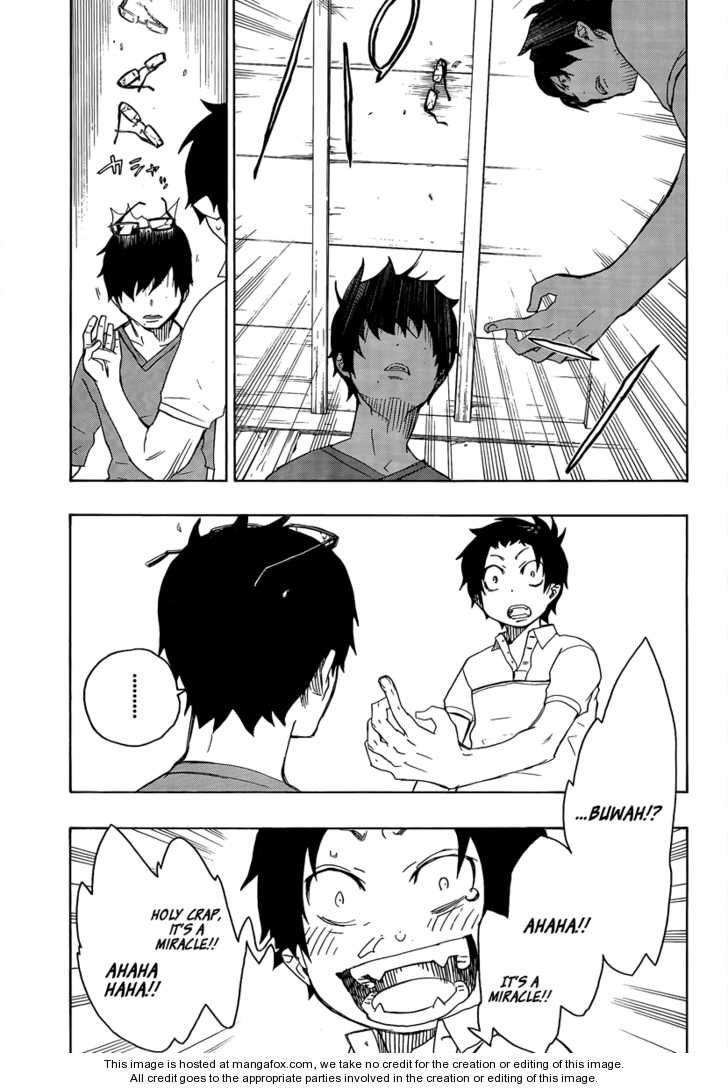 カシャッ
………
...BUWAH!?
AHAHA!!
IT'S A
MIRACLE!!
HOLY CRAP,
IT'S A
MIRACLE!!
AHAHA
HAHA!!
This image is hosted at mangafox.com, we take no credit for the creation or editing of this image.
All credit goes to the appropriate parties involved in creation or editing of this image.